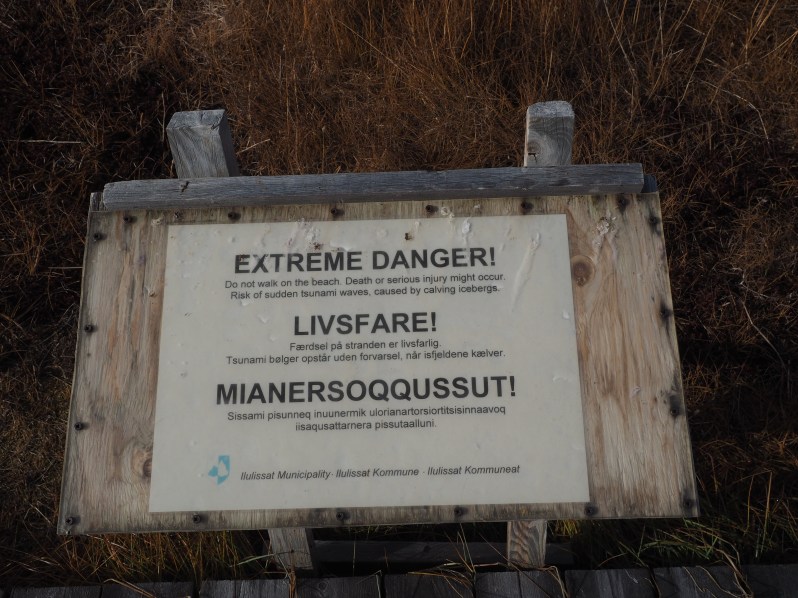 EXTREME DANGER!
Do not walk on the beach. Death or serious injury might occur.
Risk of sudden tsunami waves, caused by calving icebergs.
LIVSFARE!
Færdsel på stranden er livsfarlig.
Tsunami bølger opstår uden forvarsel, når isfjeldene kælver.
MIANERSOQQUSSUT!
Sissami pisunneq inuunermik ulorianartorsiortitsisinnaavoq
iisaqusattarnera pissutaalluni.
Ilulissat Municipality · Ilulissat Kommune · Ilulissat Kommuneat